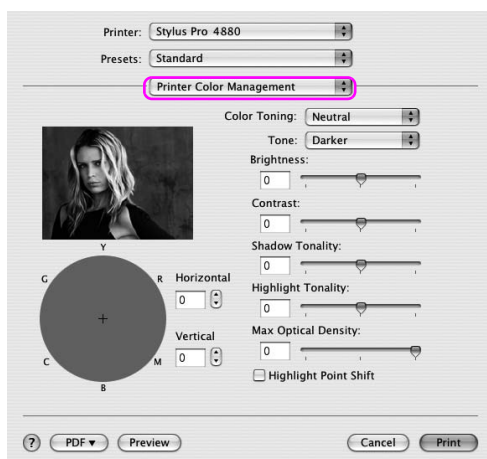 Printer: Stylus Pro 4880
Presets: Standard
Printer Color Management
Color Toning: Neutral
Tone: Darker
Brightness:
0
Contrast:
0
Shadow Tonality:
0
Highlight Tonality:
0
Max Optical Density:
0
Highlight Point Shift
Y
G
R
C
M
B
Horizontal
0
Vertical
0
? PDF▼ Preview Cancel Print